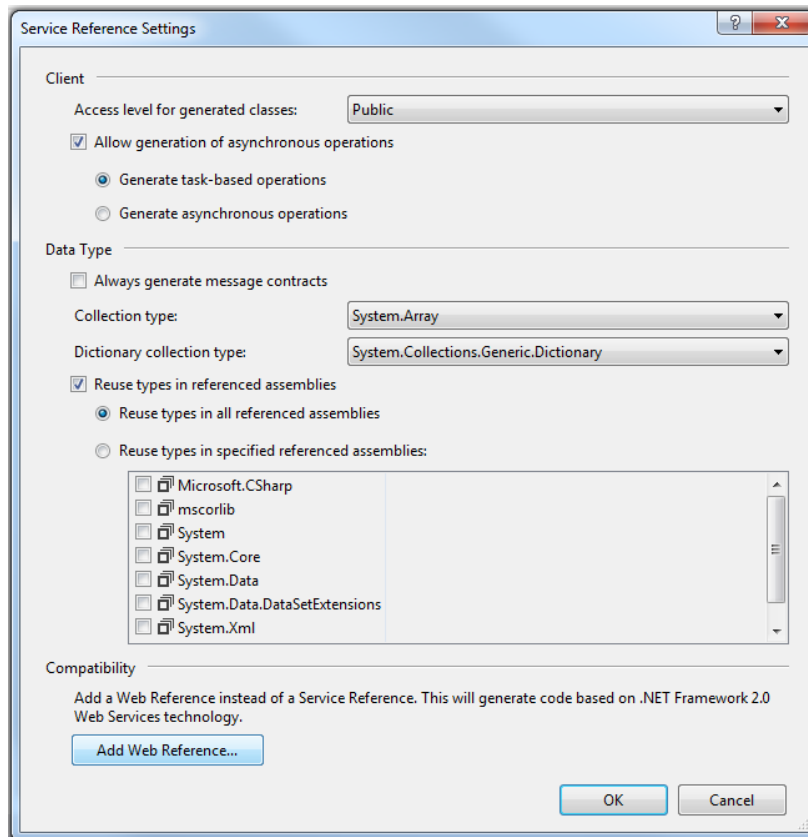 Service Reference Settings
Client
Access level for generated classes: Public
Allow generation of asynchronous operations
Generate task-based operations
Generate asynchronous operations
Data Type
Always generate message contracts
Collection type: System.Array
Dictionary collection type: System.Collections.Generic.Dictionary
Reuse types in referenced assemblies
Reuse types in all referenced assemblies
Reuse types in specified referenced assemblies:
Microsoft.CSharp
mscorlib
System
System.Core
System.Data
System.Data.DataSetExtensions
System.Xml
Compatibility
Add a Web Reference instead of a Service Reference. This will generate code based on .NET Framework 2.0
Web Services technology.
Add Web Reference...
OK Cancel